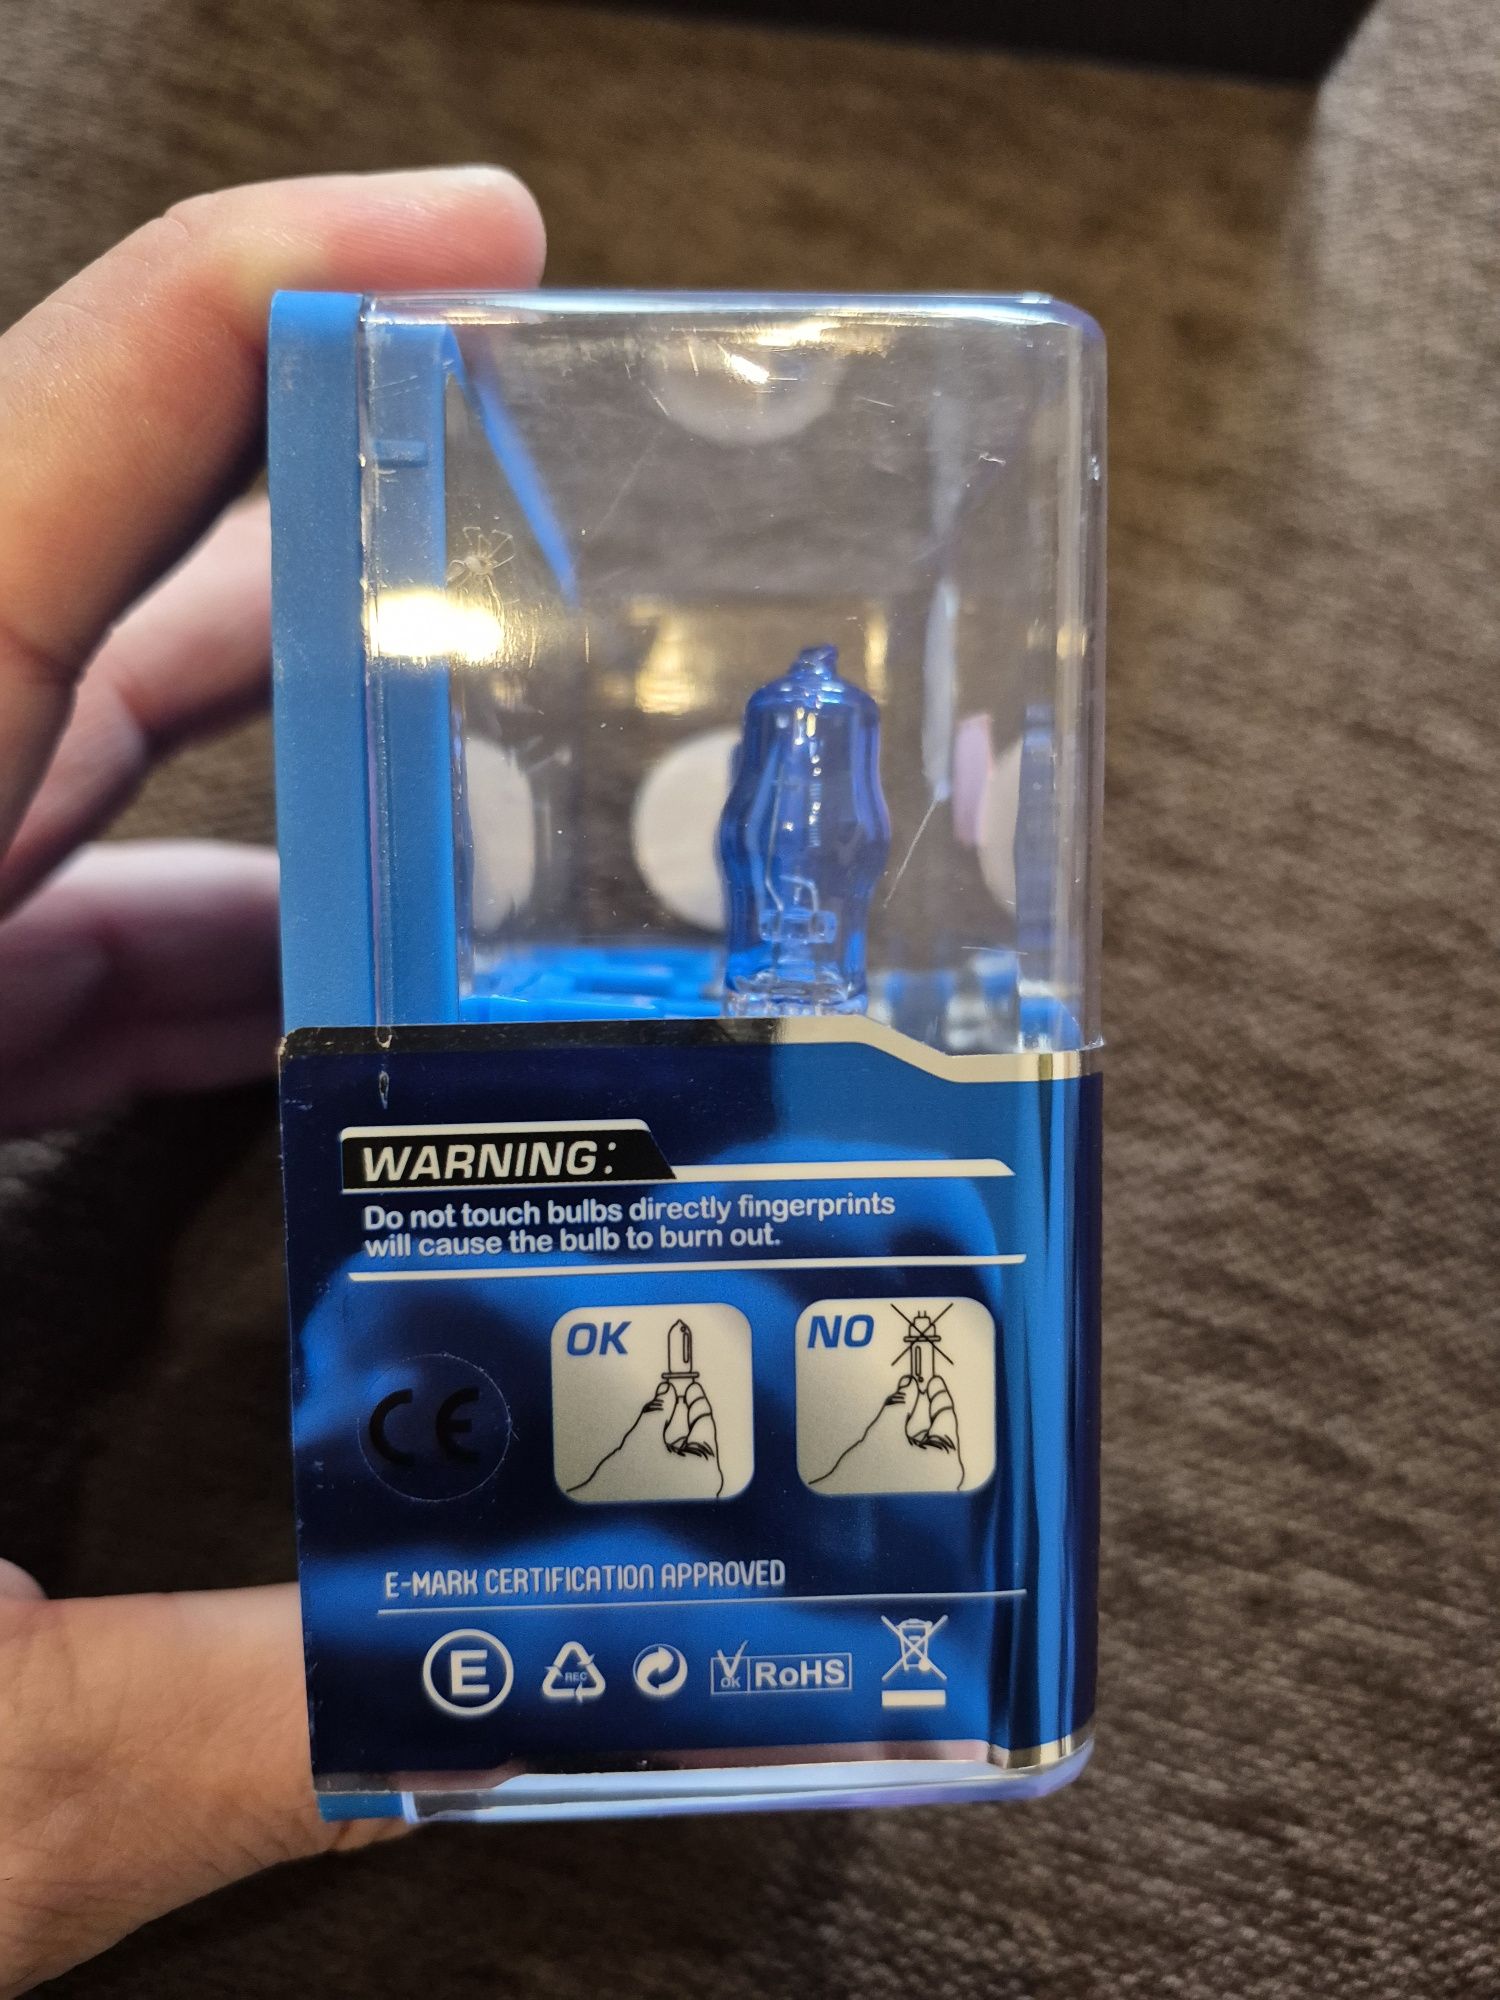 WARNING:
Do not touch bulbs directly fingerprints
will cause the bulb to burn out.
OK
NO
CE
E-MARK CERTIFICATION APPROVED
E
REC
OK RoHS